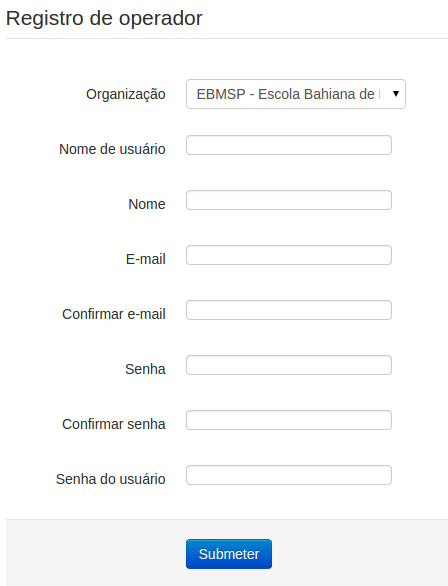 Registro de operador
Organização
EBMSP - Escola Bahiana de
Nome de usuário
Nome
E-mail
Confirmar e-mail
Senha
Confirmar senha
Senha do usuário
Submeter